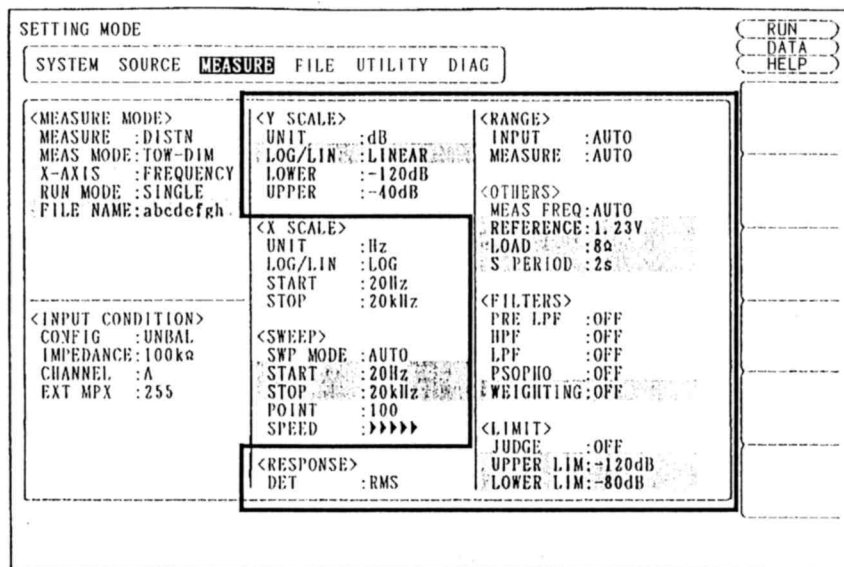 SETTING MODE
RUN
DATA
HELP
SYSTEM SOURCE MEASURE FILE UTILITY DIAG
<MEASURE MODE>
MEASURE :DISTN
MEAS MODE:TOW-DIM
X-AXIS :FREQUENCY
RUN MODE :SINGLE
FILE NAME:abcdefgh
<INPUT CONDITION>
CONFIG :UNBAL
IMPEDANCE:100kΩ
CHANNEL :A
EXT MPX :255
<Y SCALE>
UNIT :dB
LOG/LIN :LINEAR
LOWER :-120dB
UPPER :-40dB
<X SCALE>
UNIT :Hz
LOG/LIN :LOG
START :20Hz
STOP :20kHz
<SWEEP>
SWP MODE :AUTO
START :20Hz
STOP :20kHz
POINT :100
SPEED :
<RESPONSE>
DET :RMS
<RANGE>
INPUT :AUTO
MEASURE :AUTO
<OTHERS>
MEAS FREQ:AUTO
REFERENCE:1.23V
LOAD :8Ω
S PERIOD :2s
<FILTERS>
PRE LPF :OFF
HPF :OFF
LPF :OFF
PSOPHO :OFF
WEIGHTING:OFF
<LIMIT>
JUDGE :OFF
UPPER LIM:-120dB
LOWER LIM:-80dB